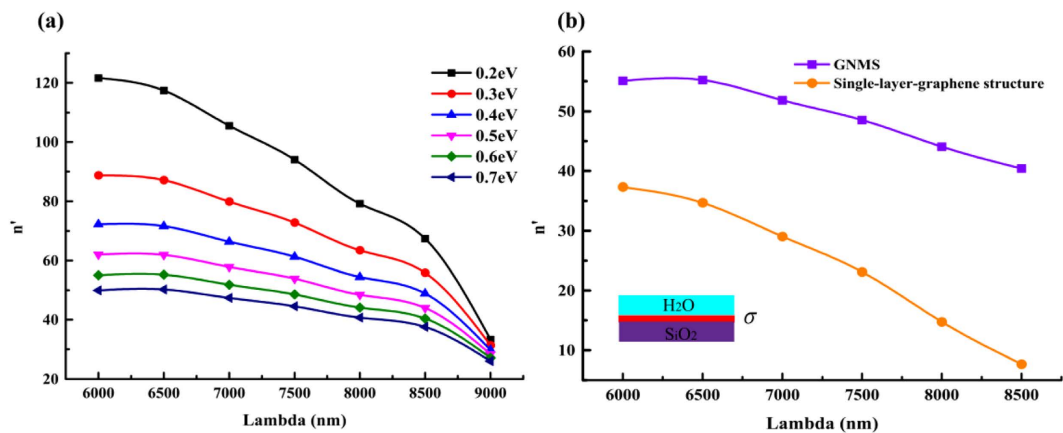 (a)
n'
120
100
80
60
40
20
6000 6500 7000 7500 8000 8500 9000
Lambda (nm)
0.2eV
0.3eV
0.4eV
0.5eV
0.6eV
0.7eV
(b)
n'
60
50
40
30
20
10
6000 6500 7000 7500 8000 8500
Lambda (nm)
GNMS
Single-layer-graphene structure
H2O
σ
SiO2